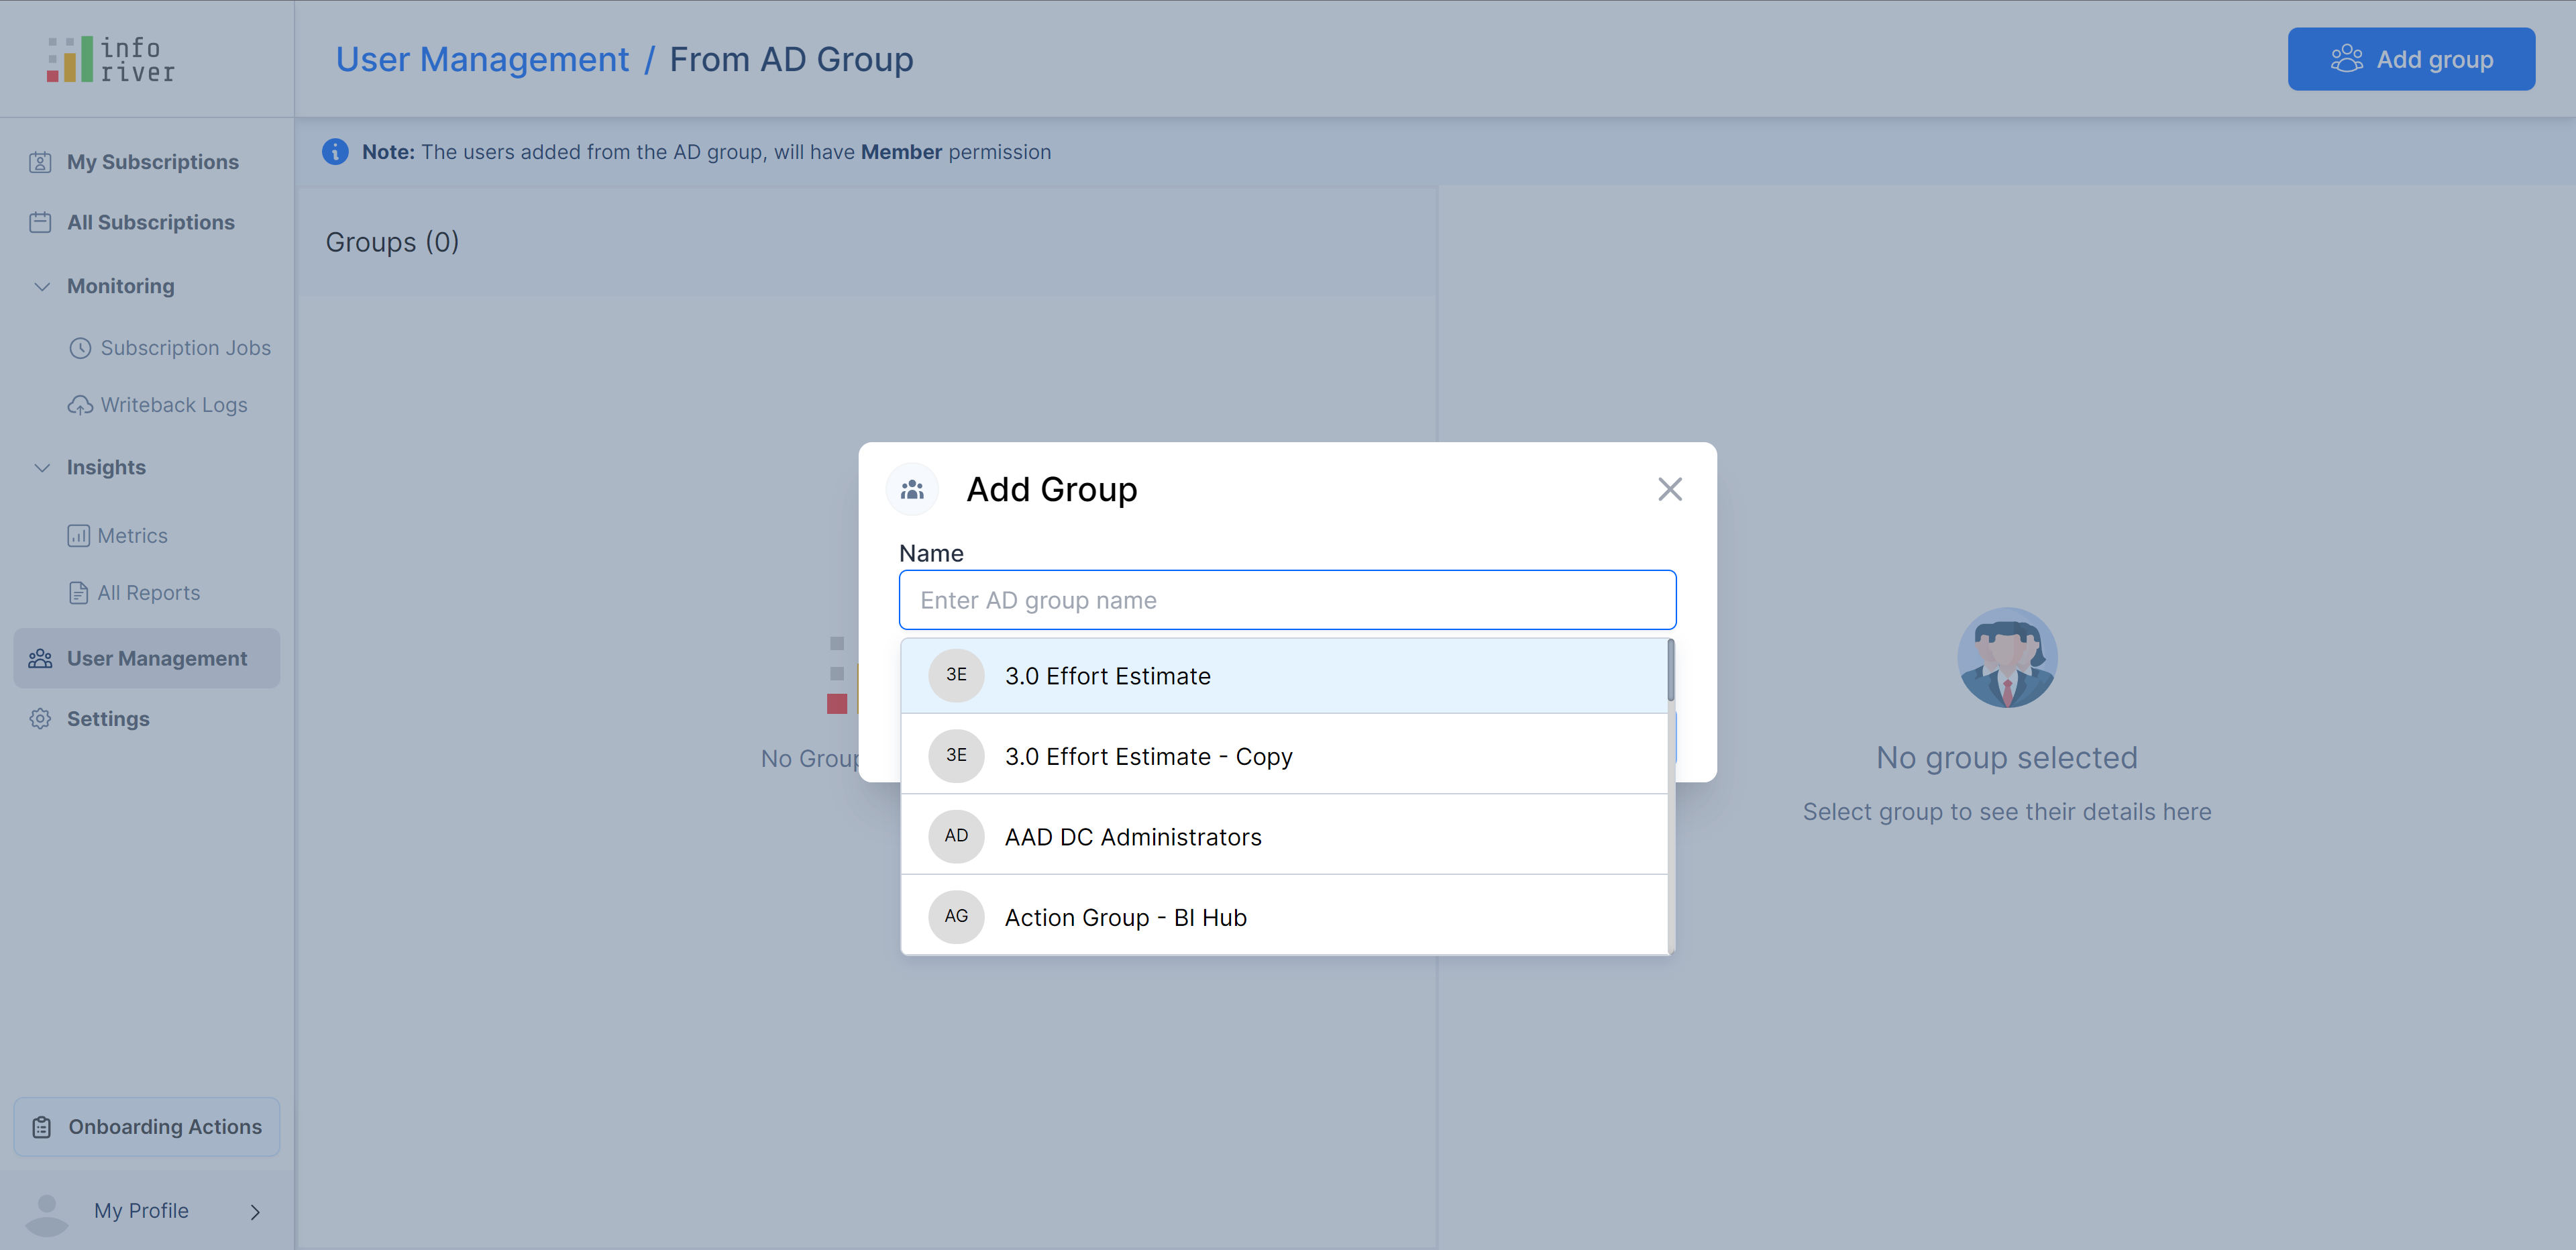 info
river
User Management / From AD Group
Add group
My Subscriptions
All Subscriptions
Monitoring
Subscription Jobs
Writeback Logs
Insights
Metrics
All Reports
User Management
Settings
Onboarding Actions
My Profile
Note: The users added from the AD group, will have Member permission
Groups (0)
No Group
Add Group
Name
Enter AD group name
3E 3.0 Effort Estimate
3E 3.0 Effort Estimate - Copy
AD AAD DC Administrators
AG Action Group - BI Hub
No group selected
Select group to see their details here